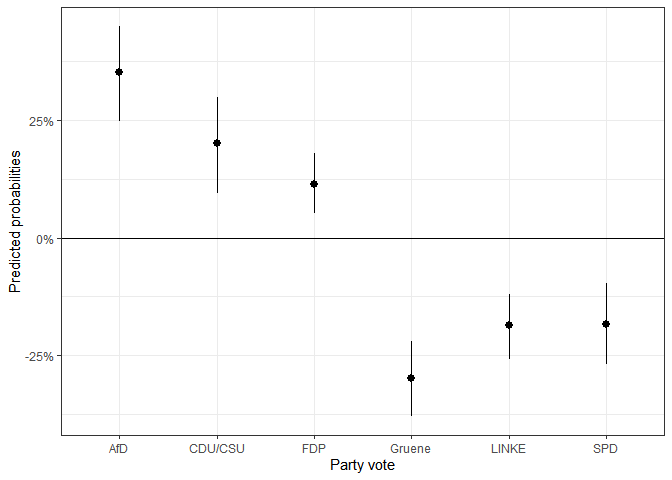 Predicted probabilities
25%
0%
-25%
AfD CDU/CSU FDP Gruene LINKE SPD
Party vote